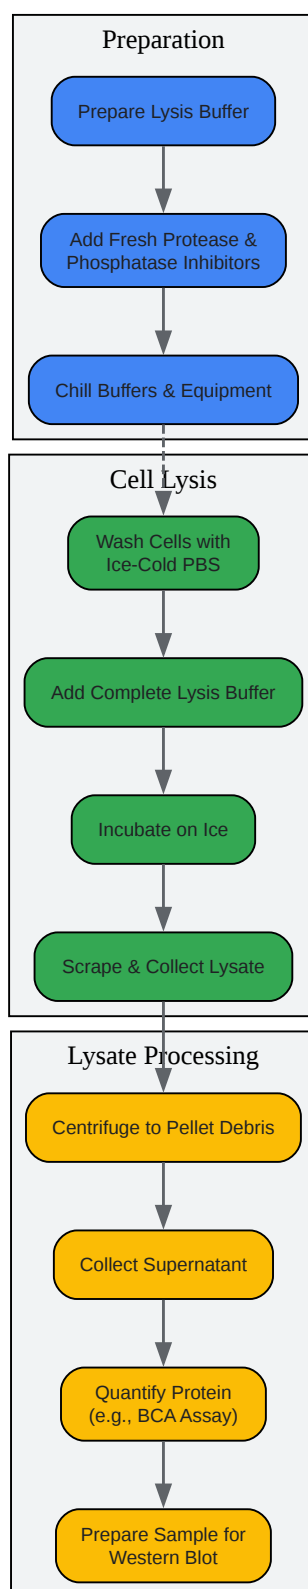 Preparation
Prepare Lysis Buffer
Add Fresh Protease &
Phosphatase Inhibitors
Chill Buffers & Equipment
Cell Lysis
Wash Cells with
Ice-Cold PBS
Add Complete Lysis Buffer
Incubate on Ice
Scrape & Collect Lysate
Lysate Processing
Centrifuge to Pellet Debris
Collect Supernatant
Quantify Protein
(e.g., BCA Assay)
Prepare Sample for
Western Blot